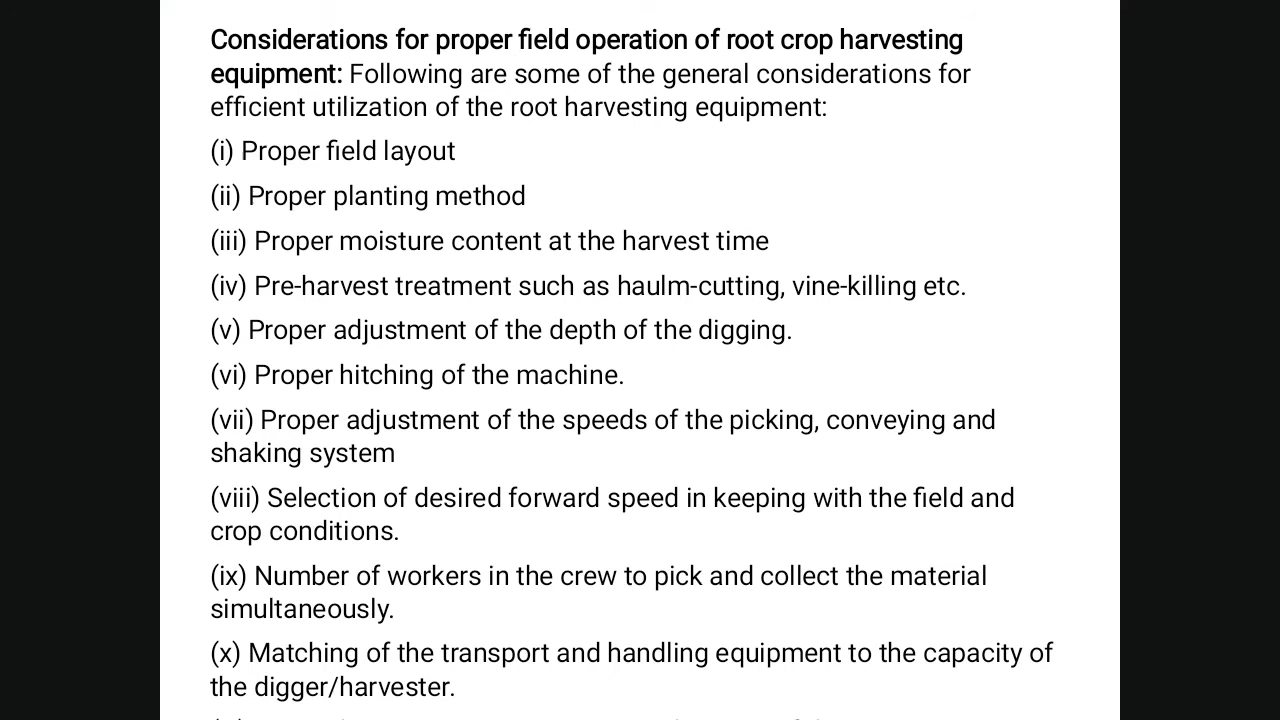 Considerations for proper field operation of root crop harvesting
equipment: Following are some of the general considerations for
efficient utilization of the root harvesting equipment:
(i) Proper field layout
(ii) Proper planting method
(iii) Proper moisture content at the harvest time
(iv) Pre-harvest treatment such as haulm-cutting, vine-killing etc.
(v) Proper adjustment of the depth of the digging.
(vi) Proper hitching of the machine.
(vii) Proper adjustment of the speeds of the picking, conveying and
shaking system
(viii) Selection of desired forward speed in keeping with the field and
crop conditions.
(ix) Number of workers in the crew to pick and collect the material
simultaneously.
(x) Matching of the transport and handling equipment to the capacity of
the digger/harvester.